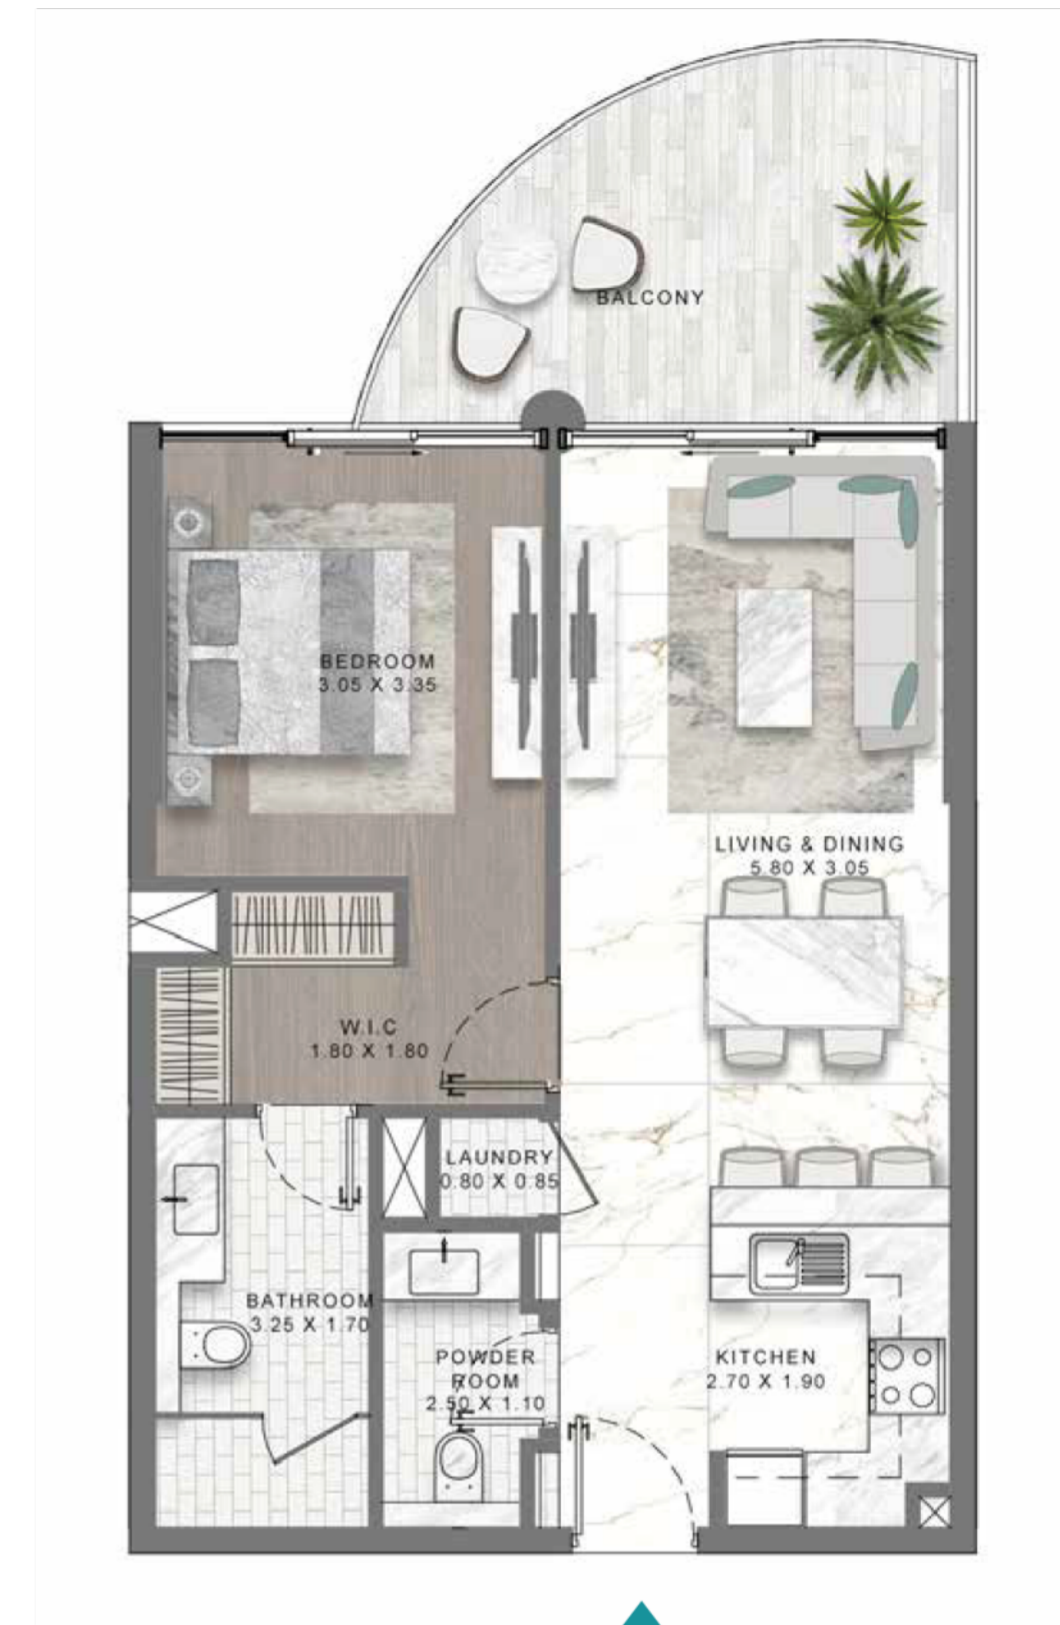 BALCONY
BEDROOM
3.05 X 3.35
LIVING & DINING
5.80 X 3.05
W.I.C
1.80 X 1.80
LAUNDRY
0.80 X 0.85
BATHROOM
3.25 X 1.70
POWDER
ROOM
2.50 X 1.10
KITCHEN
2.70 X 1.90